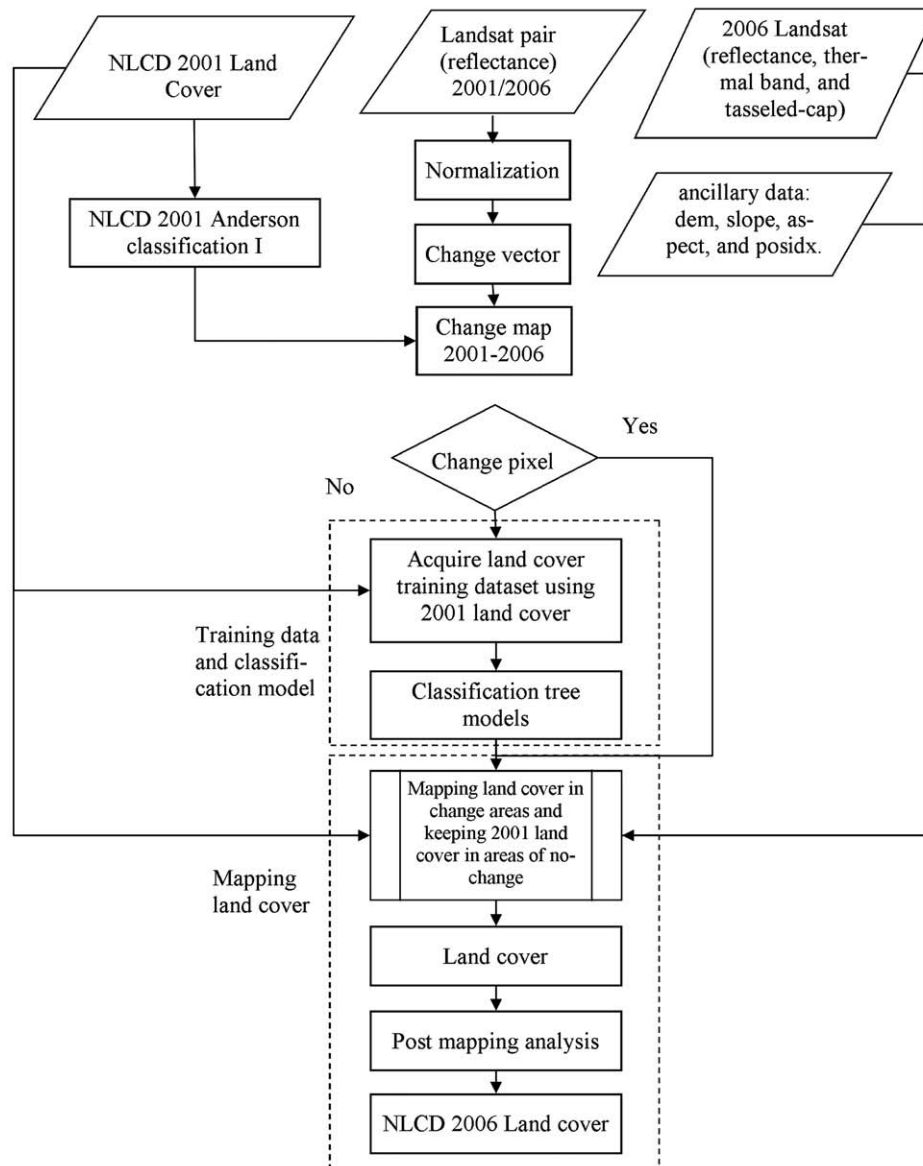 NLCD 2001 Land
Cover
Landsat pair
(reflectance)
2001/2006
2006 Landsat
(reflectance, ther-
mal band, and
tasseled-cap)
Normalization
ancillary data:
dem, slope, as-
pect, and posidx.
NLCD 2001 Anderson
classification I
Change vector
Change map
2001-2006
Change pixel
Yes
No
Acquire land cover
training dataset using
2001 land cover
Training data
and classifi-
cation model
Classification tree
models
Mapping land cover in
change areas and
keeping 2001 land
cover in areas of no-
change
Mapping
land cover
Land cover
Post mapping analysis
NLCD 2006 Land cover